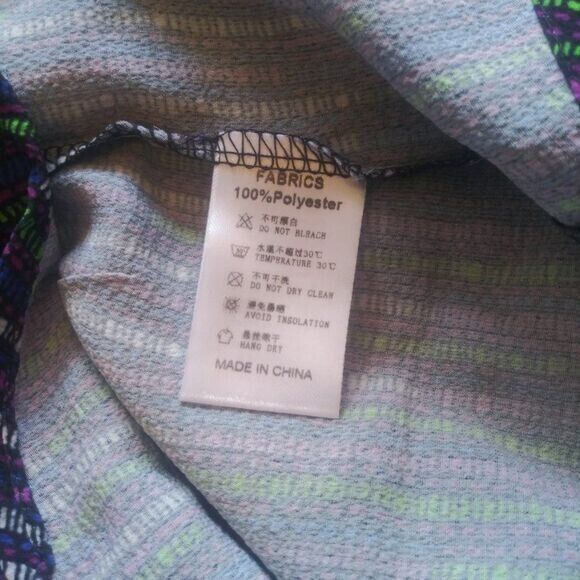 FABRICS
100%Polyester
不可漂白
DO NOT BLEACH
水温不超过30℃
TEMPHRATURE 30℃
不可干洗
DO NOT DRY CLEAN
避免暴晒
AVOID INSOLATION
悬挂晾干
HANG DRY
MADE IN CHINA